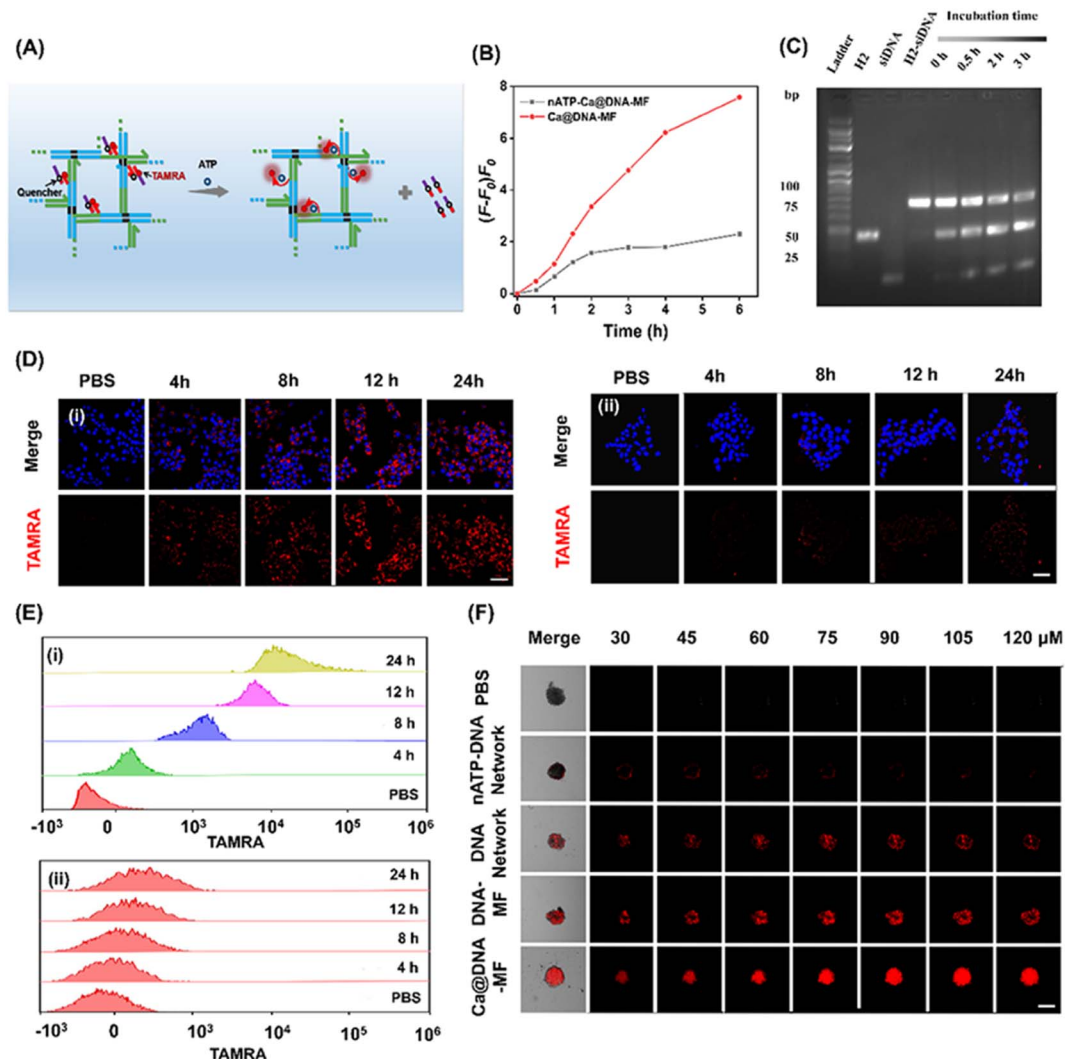 (A)
Quencher
TAMRA
ATP
(B)
(F-F0)F0
8
6
4
2
0
nATP-Ca@DNA-MF
Ca@DNA-MF
0 1 2 3 4 5 6
Time (h)
(C)
Incubation time
Ladder H2 siDNA H2-siDNA 0 h 0.5 h 2 h 3 h
bp
100
75
50
25
(D)
PBS 4h 8h 12h 24h
(i)
Merge
TAMRA
PBS 4h 8h 12 h 24h
(ii)
Merge
TAMRA
(E)
(i)
24 h
12 h
8 h
4 h
PBS
-10³ 0 10³ 10⁴ 10⁵ 10⁶
TAMRA
(ii)
24 h
12 h
8 h
4 h
PBS
-10³ 0 10³ 10⁴ 10⁵ 10⁶
TAMRA
(F)
Merge 30 45 60 75 90 105 120 μM
PBS
nATP-DNA
Network
DNA
Network
DNA-
MF
Ca@DNA
-MF